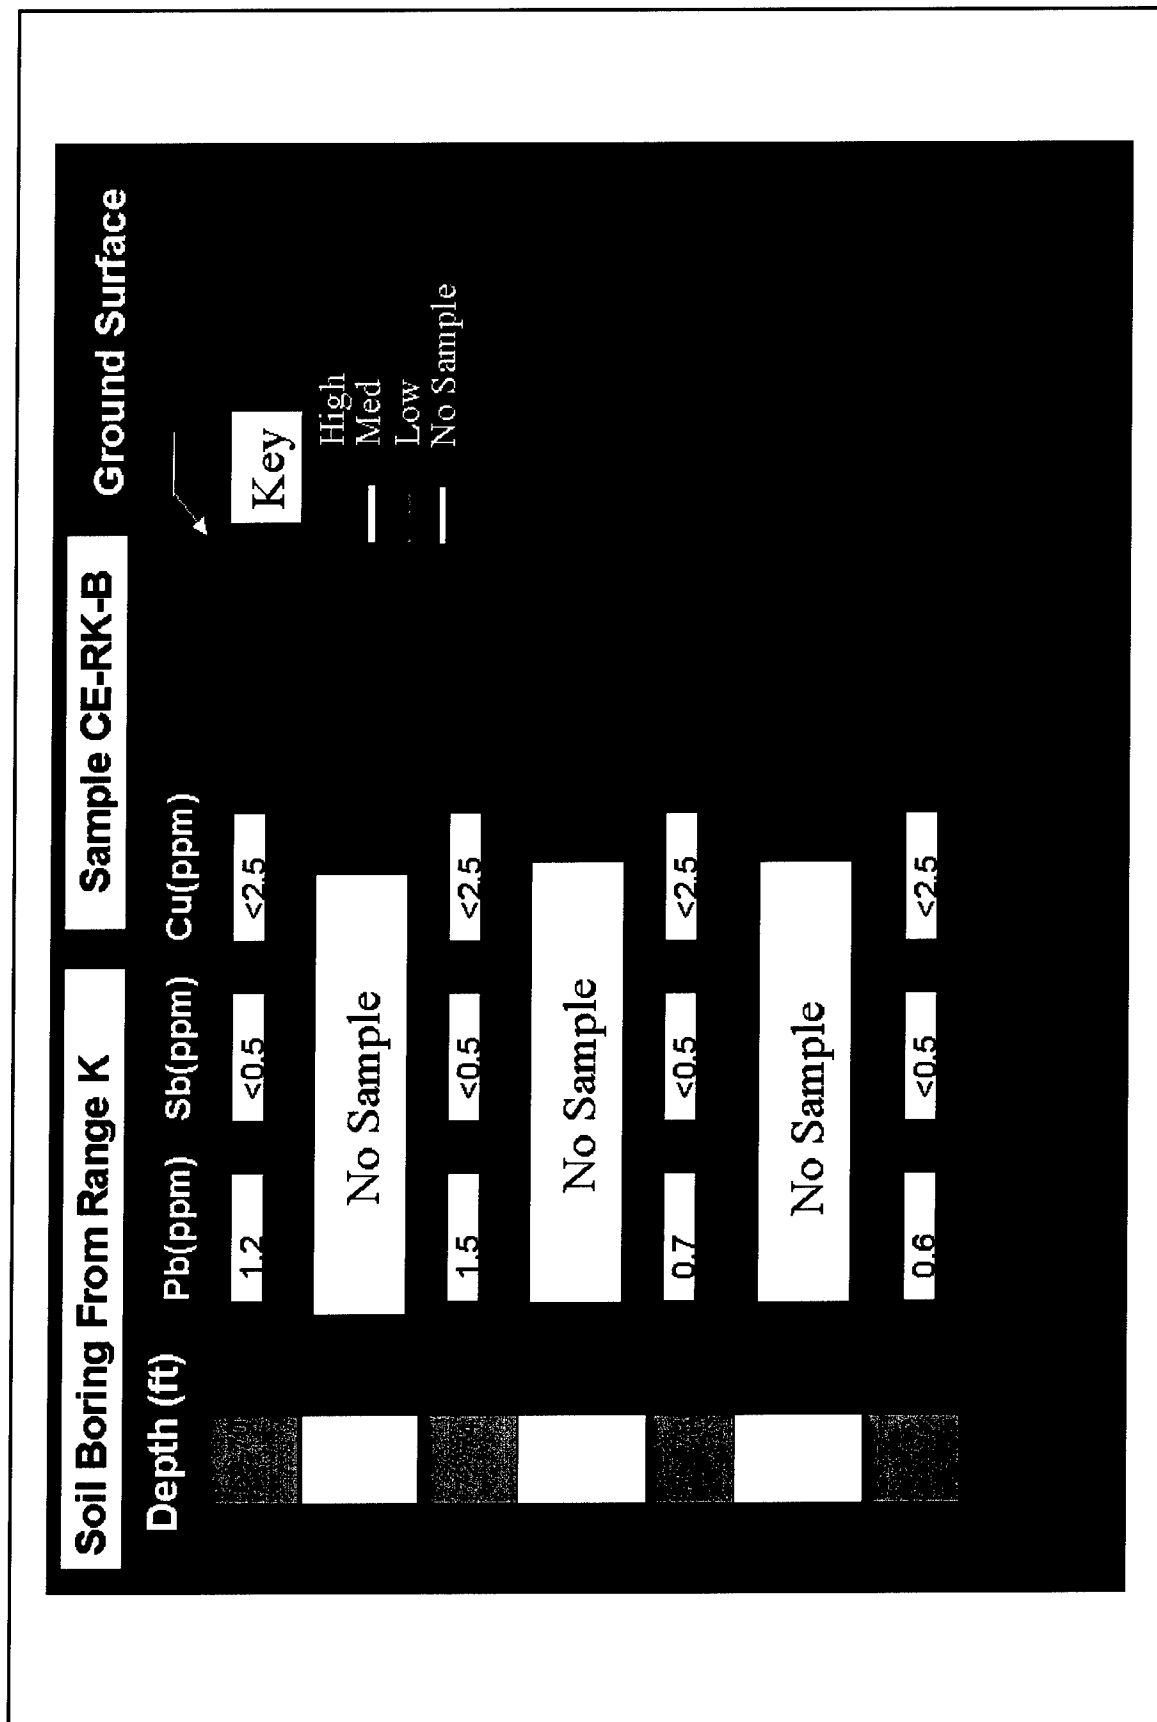 Soil Boring From Range K
Sample CE-RK-B
Ground Surface
Depth (ft)
Pb(ppm)
Sb(ppm)
Cu(ppm)
1.2
<0.5
<2.5
No Sample
1.5
<0.5
<2.5
No Sample
0.7
<0.5
<2.5
No Sample
0.6
<0.5
<2.5
Key
High
Med
Low
No Sample